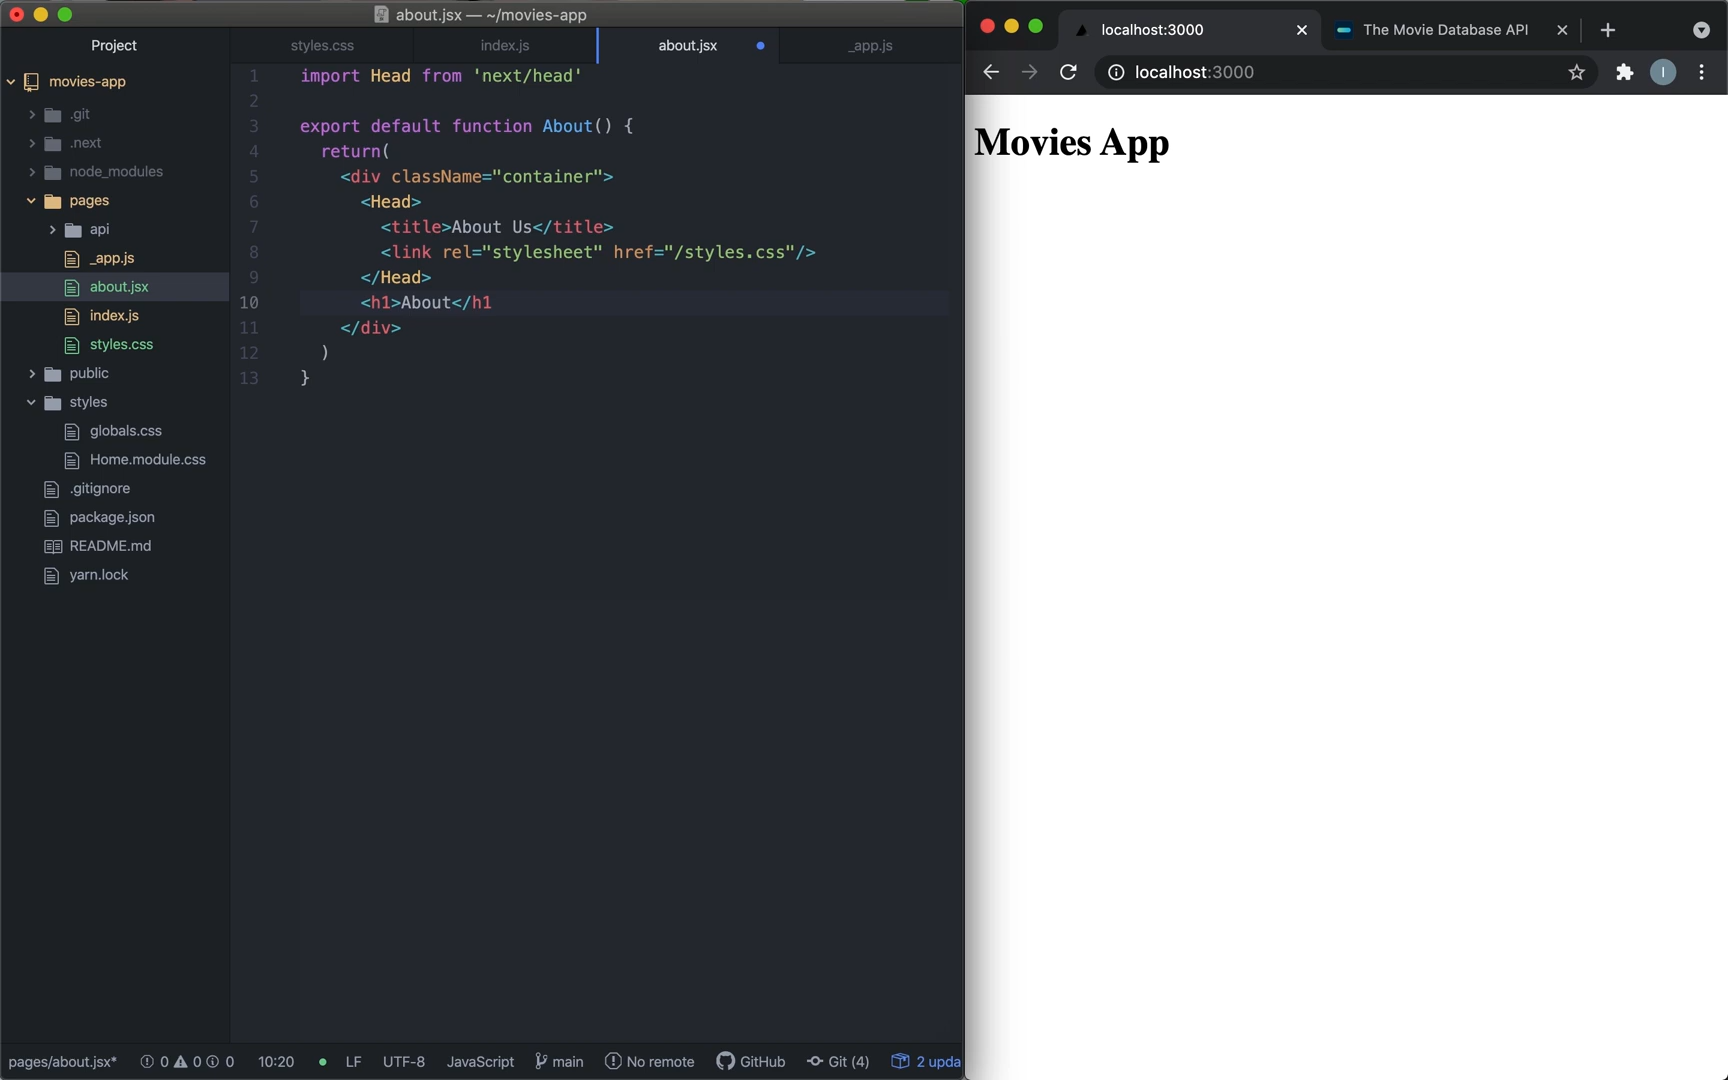 about.jsx — ~/movies-app
Project
styles.css
index.js
about.jsx
_app.js
movies-app
.git
.next
node_modules
pages
api
_app.js
about.jsx
index.js
styles.css
public
styles
globals.css
Home.module.css
.gitignore
package.json
README.md
yarn.lock
1 import Head from 'next/head'
2
3 export default function About() {
4 return(
5 <div className="container">
6 <Head>
7 <title>About Us</title>
8 <link rel="stylesheet" href="/styles.css"/>
9 </Head>
10 <h1>About</h1
11 </div>
12 )
13 }
pages/about.jsx* 0 0 0 10:20 LF UTF-8 JavaScript main No remote GitHub Git (4) 2 upda
localhost:3000
The Movie Database API
localhost:3000
I
Movies App